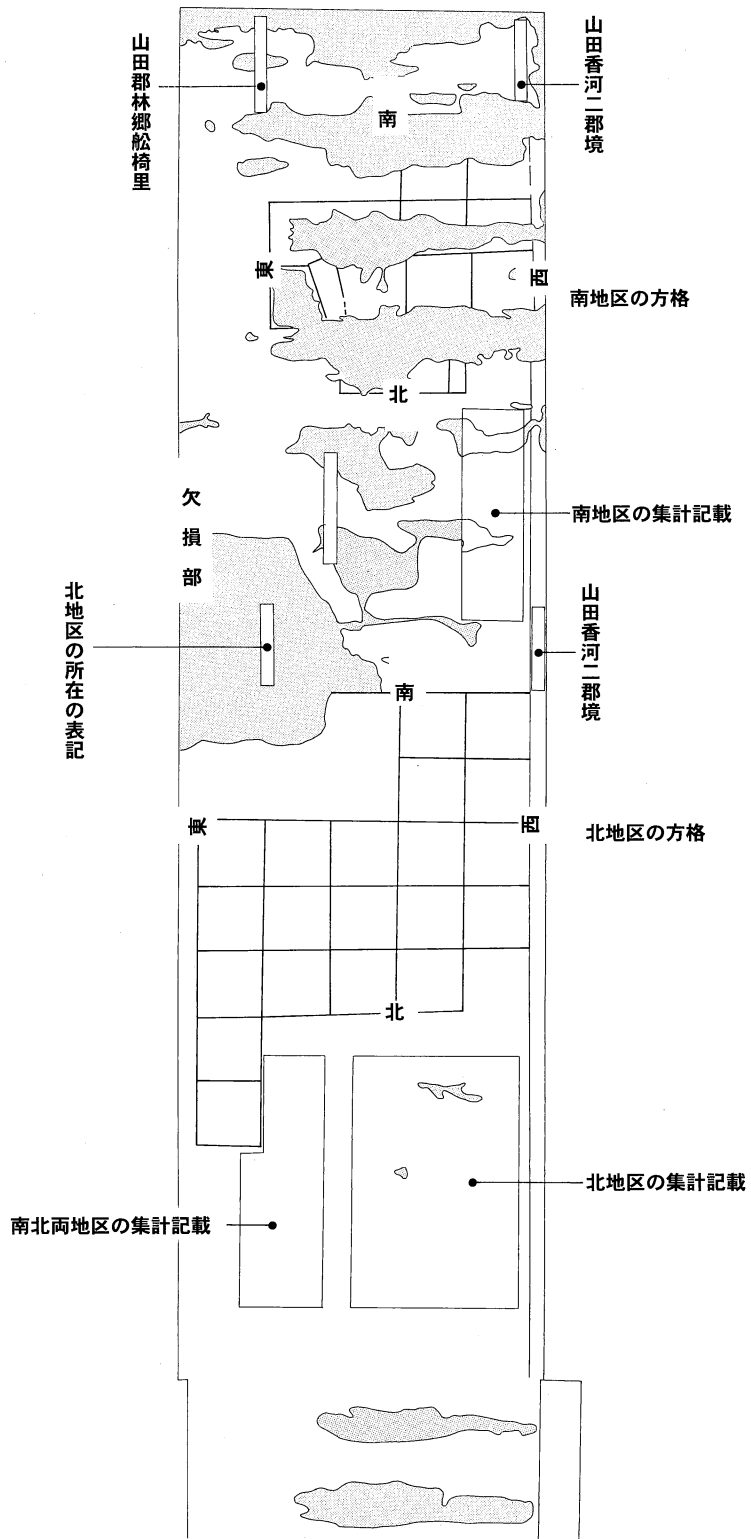 山田郡林郷舩椅里
山田香河二郡境
南
東
西
南地区の方格
北
欠損部
南地区の集計記載
北地区の所在の表記
山田香河二郡境
南
東
西
北地区の方格
北
北地区の集計記載
南北両地区の集計記載